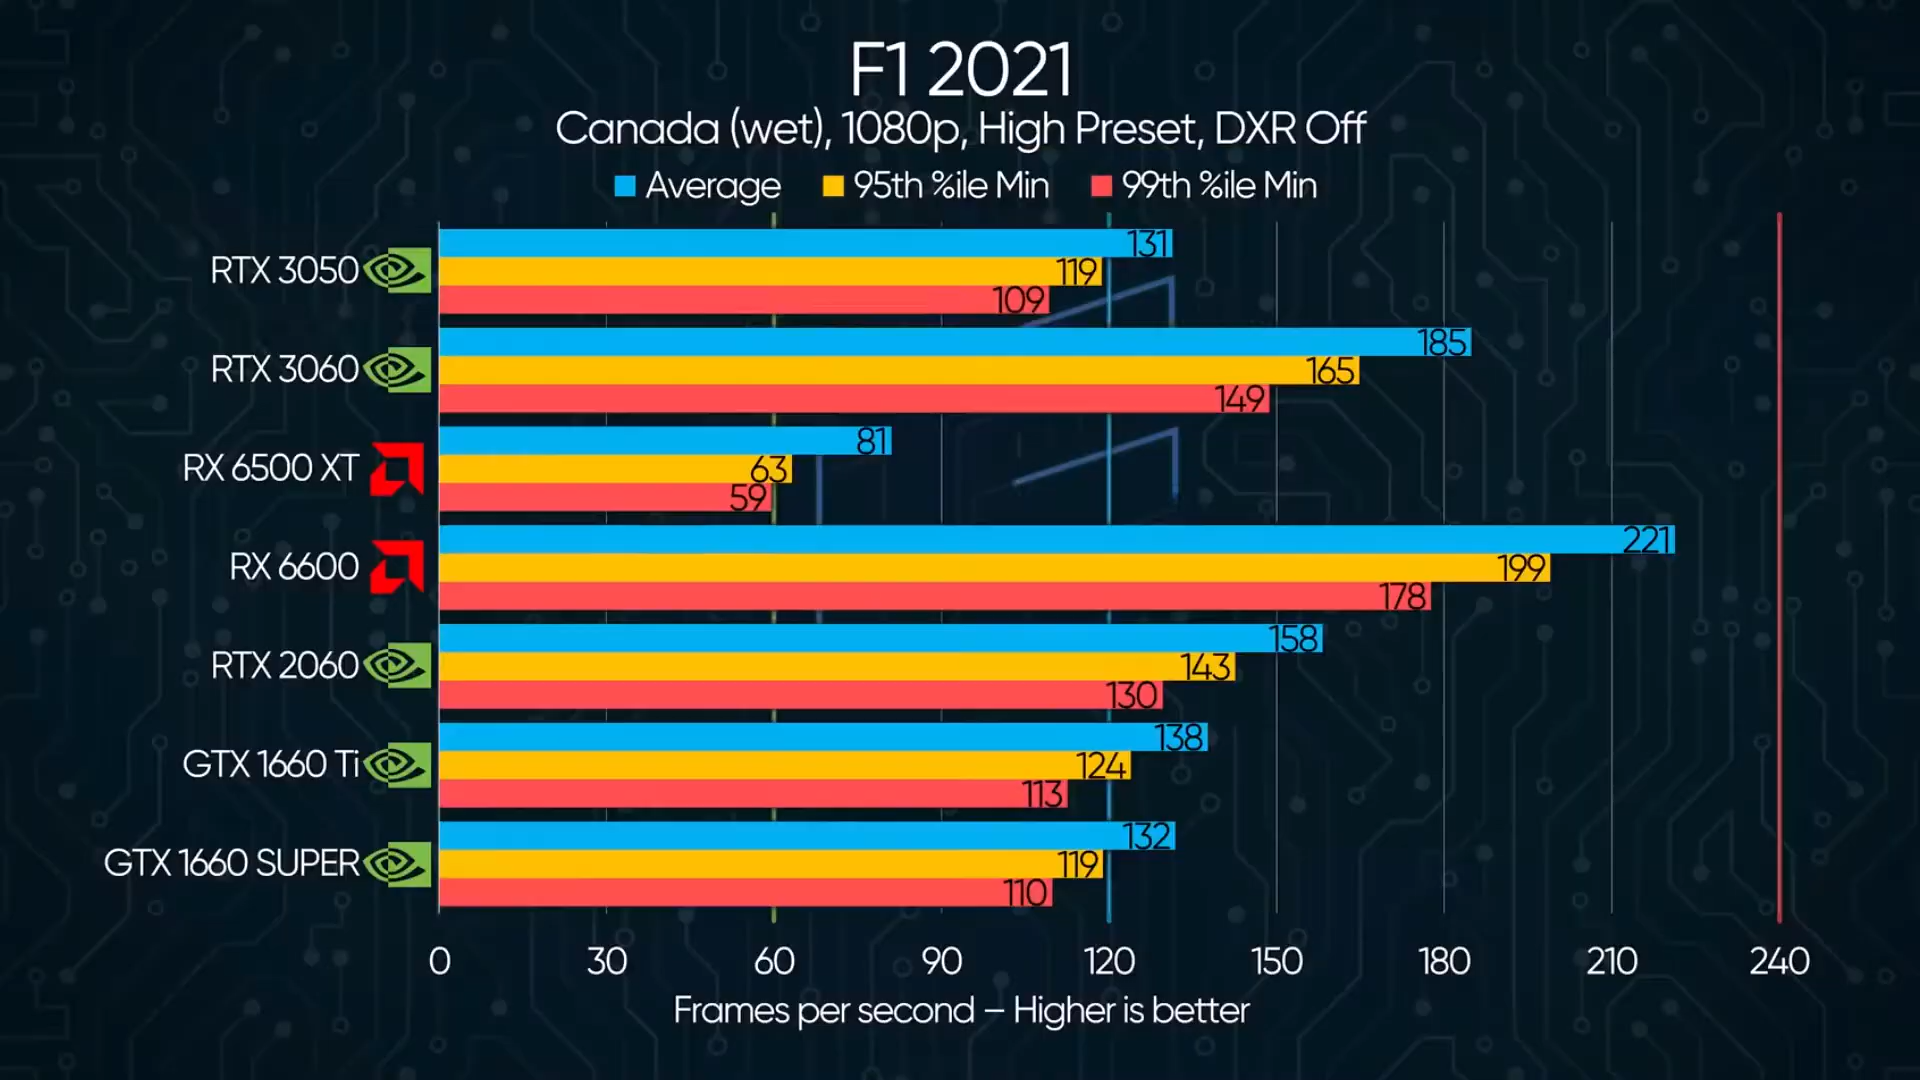 F1 2021
Canada (wet), 1080p, High Preset, DXR Off
Average 95th %ile Min 99th %ile Min
RTX 3050
131
119
109
RTX 3060
185
165
149
RX 6500 XT
81
63
59
RX 6600
221
199
178
RTX 2060
158
143
130
GTX 1660 Ti
138
124
113
GTX 1660 SUPER
132
119
110
0 30 60 90 120 150 180 210 240
Frames per second – Higher is better